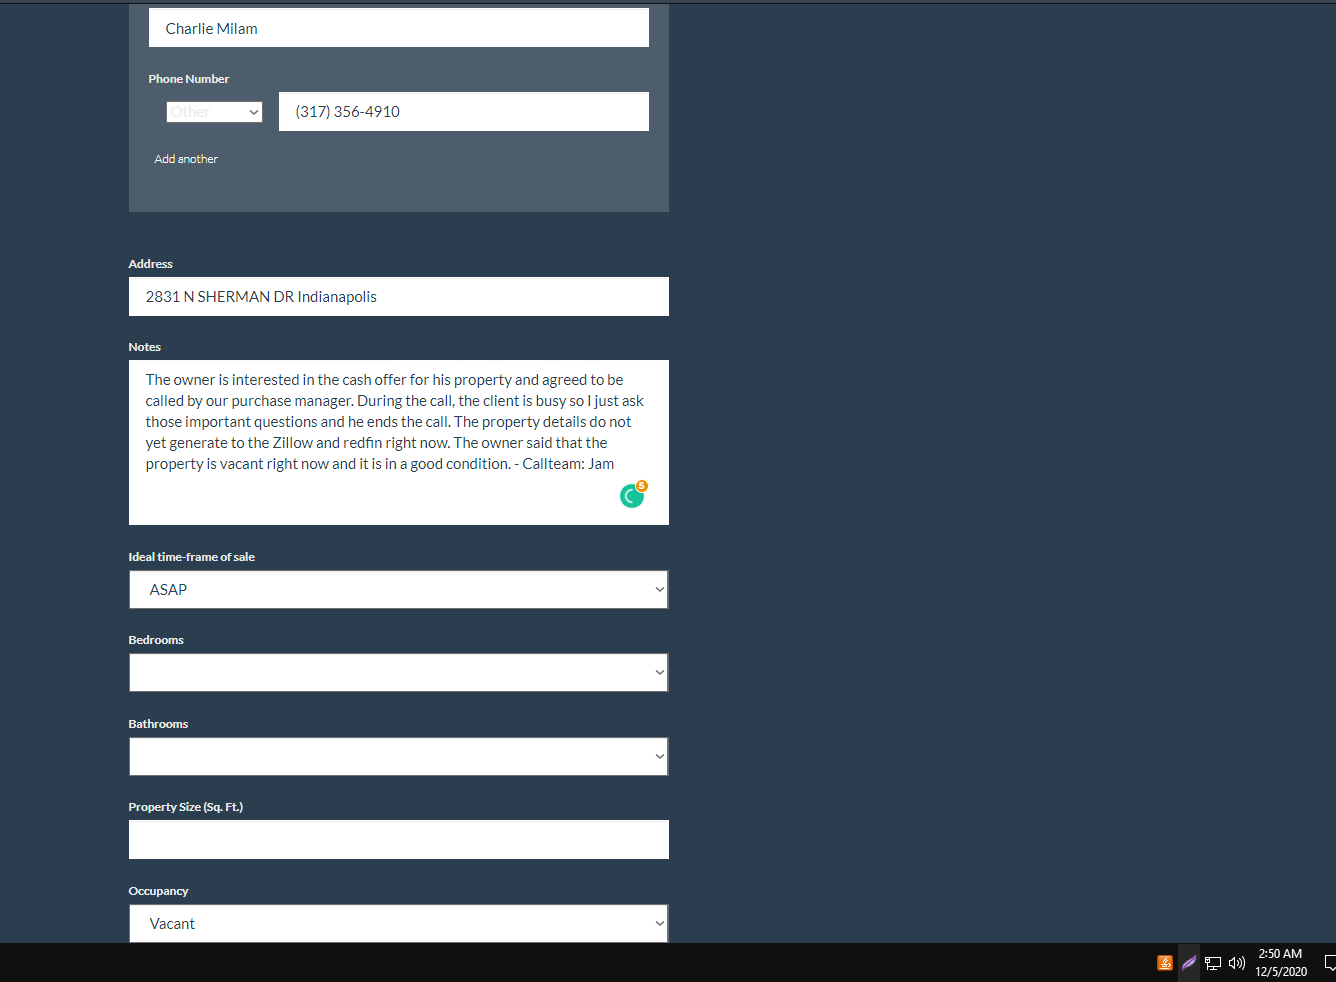 Charlie Milam
Phone Number
Other
(317) 356-4910
Add another
Address
2831 N SHERMAN DR Indianapolis
Notes
The owner is interested in the cash offer for his property and agreed to be
called by our purchase manager. During the call, the client is busy so I just ask
those important questions and he ends the call. The property details do not
yet generate to the Zillow and redfin right now. The owner said that the
property is vacant right now and it is in a good condition. - Callteam: Jam
5
Ideal time-frame of sale
ASAP
Bedrooms
Bathrooms
Property Size (Sq. Ft.)
Occupancy
Vacant
2:50 AM
12/5/2020